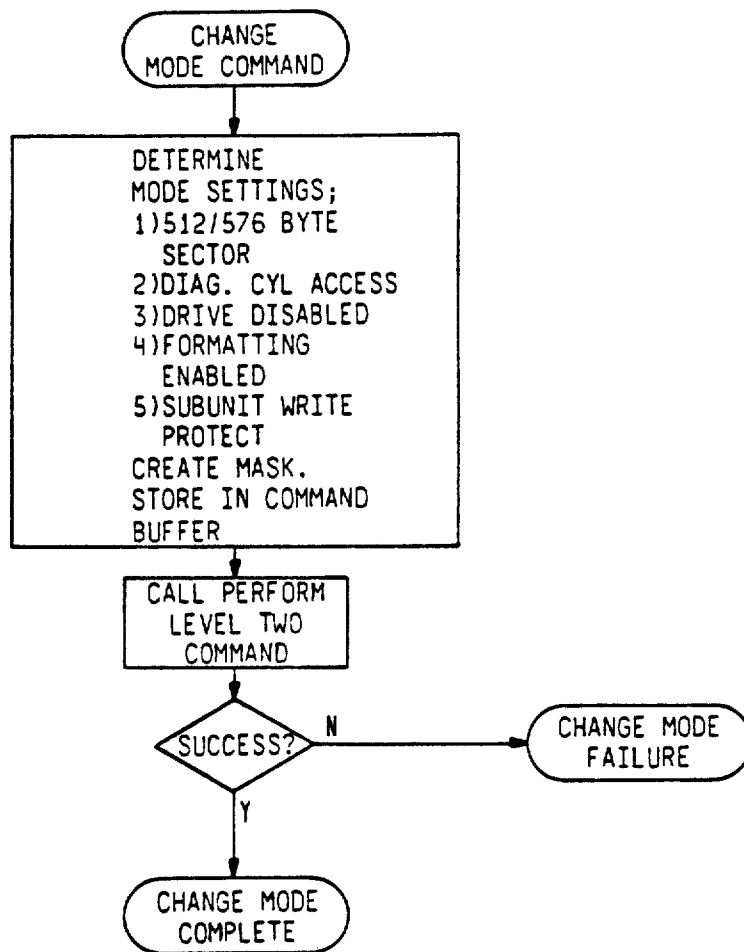 CHANGE
MODE COMMAND
DETERMINE
MODE SETTINGS;
1)512/576 BYTE
SECTOR
2)DIAG. CYL ACCESS
3)DRIVE DISABLED
4)FORMATTING
ENABLED
5)SUBUNIT WRITE
PROTECT
CREATE MASK.
STORE IN COMMAND
BUFFER
CALL PERFORM
LEVEL TWO
COMMAND
SUCCESS?
N
CHANGE MODE
FAILURE
Y
CHANGE MODE
COMPLETE